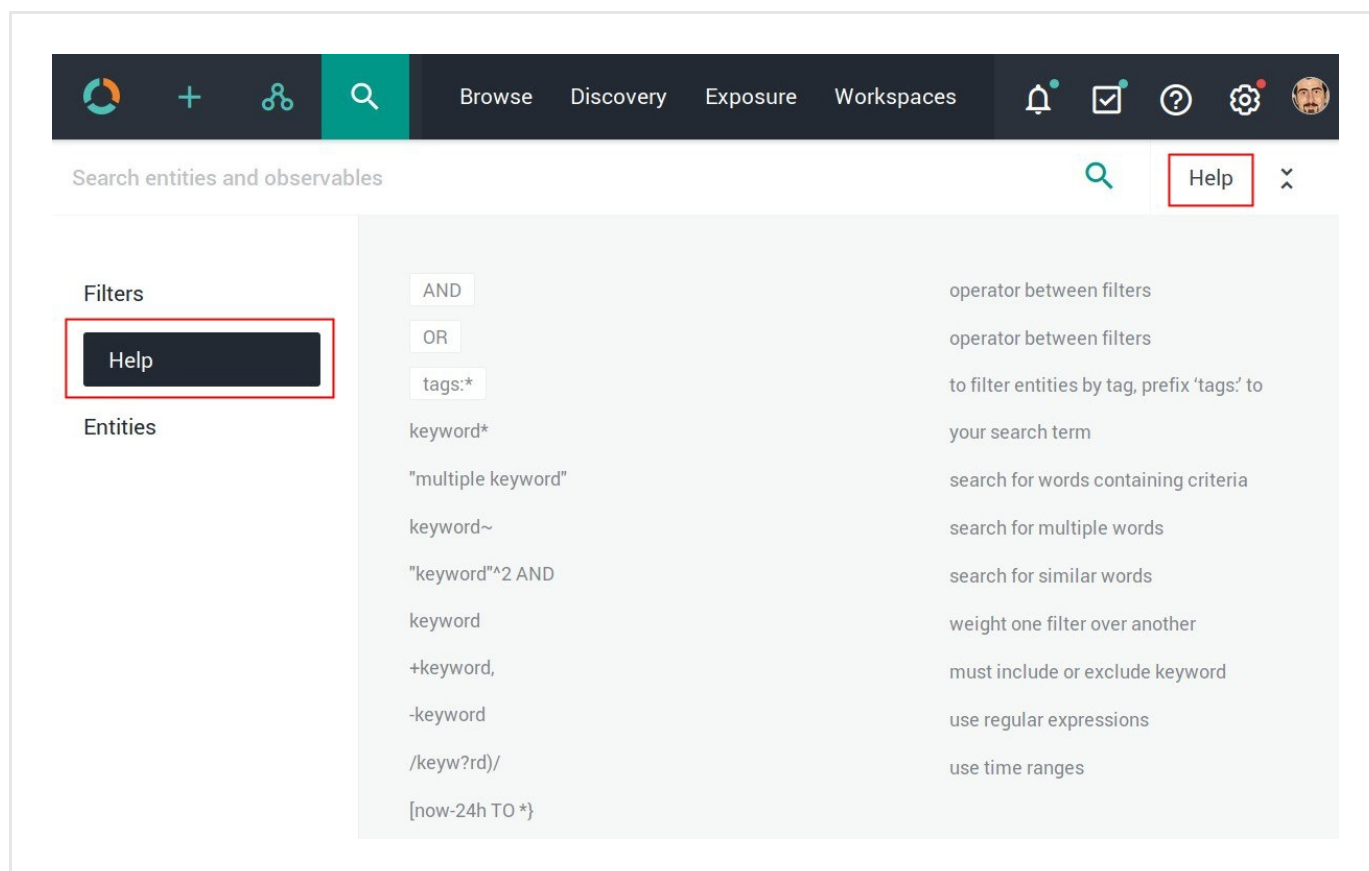 Browse Discovery Exposure Workspaces
Search entities and observables
Help
Filters
Help
Entities
AND
OR
tags:*
keyword*
"multiple keyword"
keyword~
"keyword"^2 AND
keyword
+keyword,
-keyword
/keyw?rd)/
[now-24h TO *}
operator between filters
operator between filters
to filter entities by tag, prefix ‘tags:’ to
your search term
search for words containing criteria
search for multiple words
search for similar words
weight one filter over another
must include or exclude keyword
use regular expressions
use time ranges